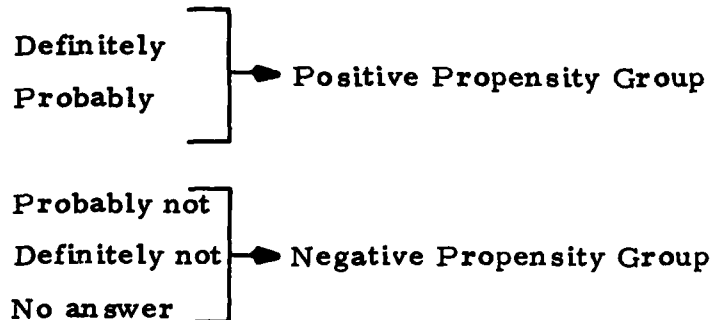 Definitely
Probably
Positive Propensity Group
Probably not
Definitely not
No answer
Negative Propensity Group